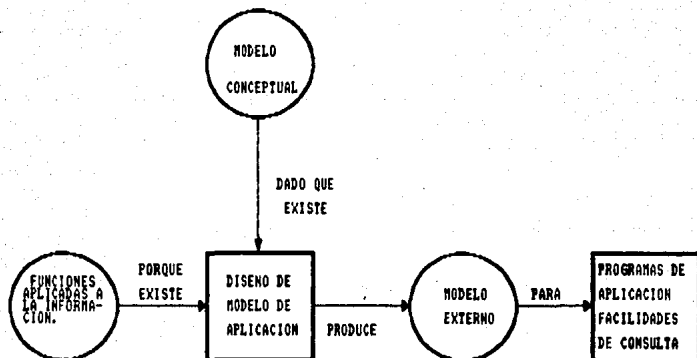 MODELO
CONCEPTUAL
DADO QUE
EXISTE
FUNCIONES
APLICADAS A
LA INFORMA-
CION.
PORQUE
EXISTE
DISENO DE
MODELO DE
APLICACION
PRODUCE
MODELO
EXTERNO
PARA
PROGRAMAS DE
APLICACION
FACILIDADES
DE CONSULTA